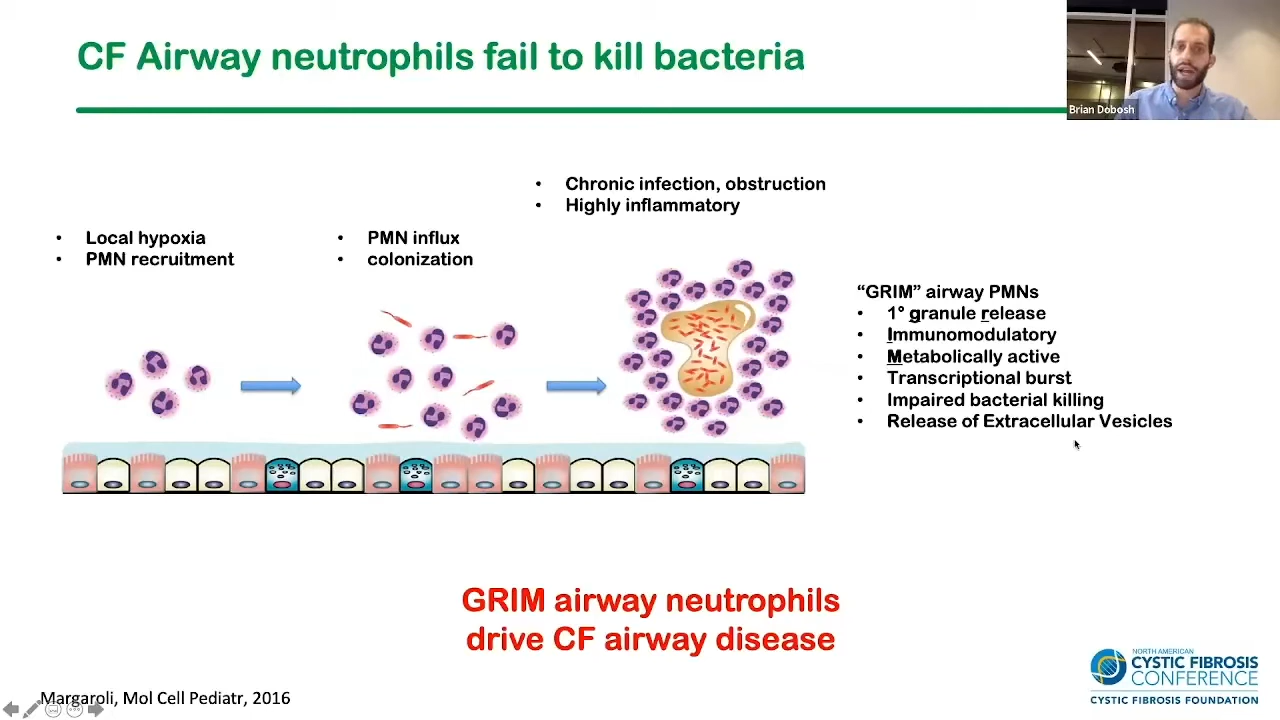 CF Airway neutrophils fail to kill bacteria
Brian Dobosh
• Chronic infection, obstruction
• Highly inflammatory
• Local hypoxia
• PMN recruitment
• PMN influx
• colonization
“GRIM” airway PMNs
• 1° granule release
• Immunomodulatory
• Metabolically active
• Transcriptional burst
• Impaired bacterial killing
• Release of Extracellular Vesicles
GRIM airway neutrophils
drive CF airway disease
NORTH AMERICAN
CYSTIC FIBROSIS
CONFERENCE
CYSTIC FIBROSIS FOUNDATION
Margaroli, Mol Cell Pediatr, 2016